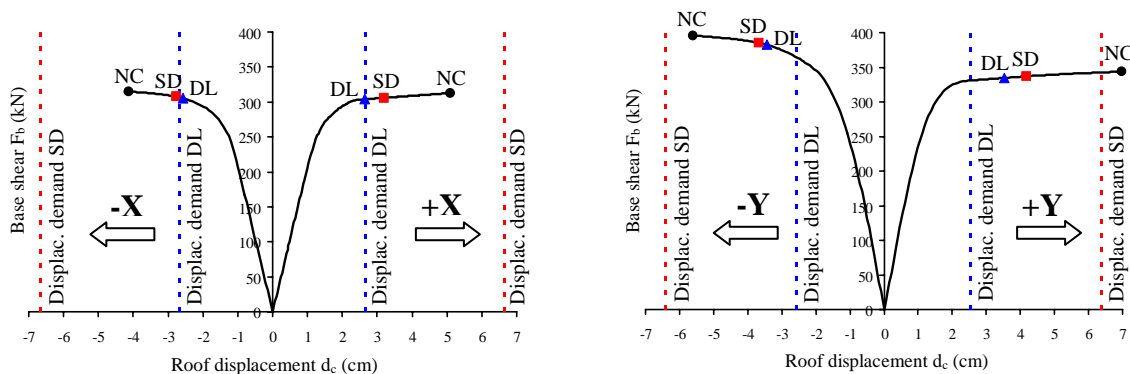 NC
SD
DL
400
350
300
250
200
150
100
50
0
DL
SD
NC
Base shear F_b (kN)
Displac. demand SD
Displac. demand DL
Displac. demand DL
Displac. demand SD
-X
+X
-7 -6 -5 -4 -3 -2 -1 0 1 2 3 4 5 6 7
Roof displacement d_c (cm)
NC
SD
DL
400
350
300
250
200
150
100
50
0
DL
SD
NC
Base shear F_b (kN)
Displac. demand SD
Displac. demand DL
Displac. demand DL
Displac. demand SD
-Y
+Y
-7 -6 -5 -4 -3 -2 -1 0 1 2 3 4 5 6 7
Roof displacement d_c (cm)